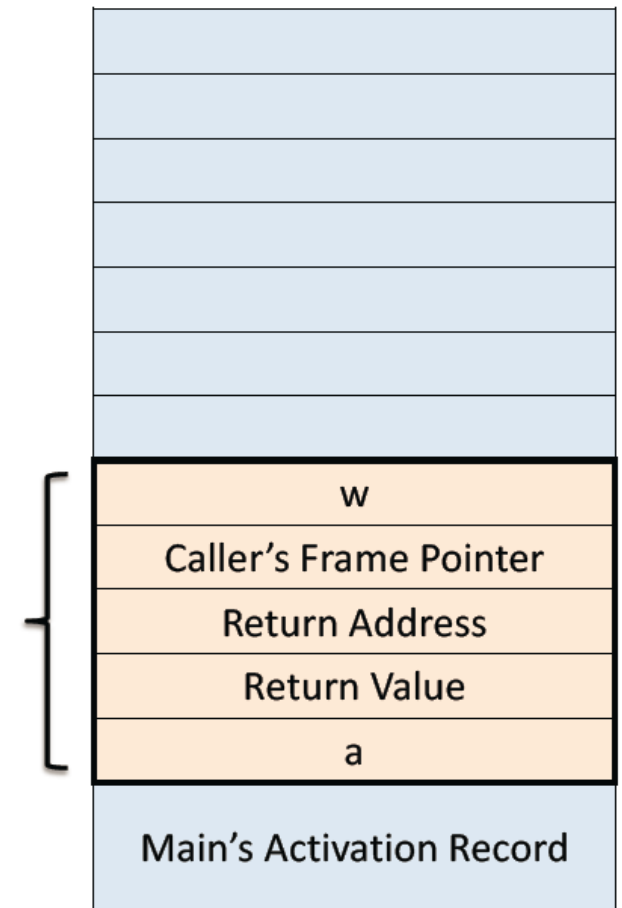 w
Caller’s Frame Pointer
Return Address
Return Value
a
Main’s Activation Record